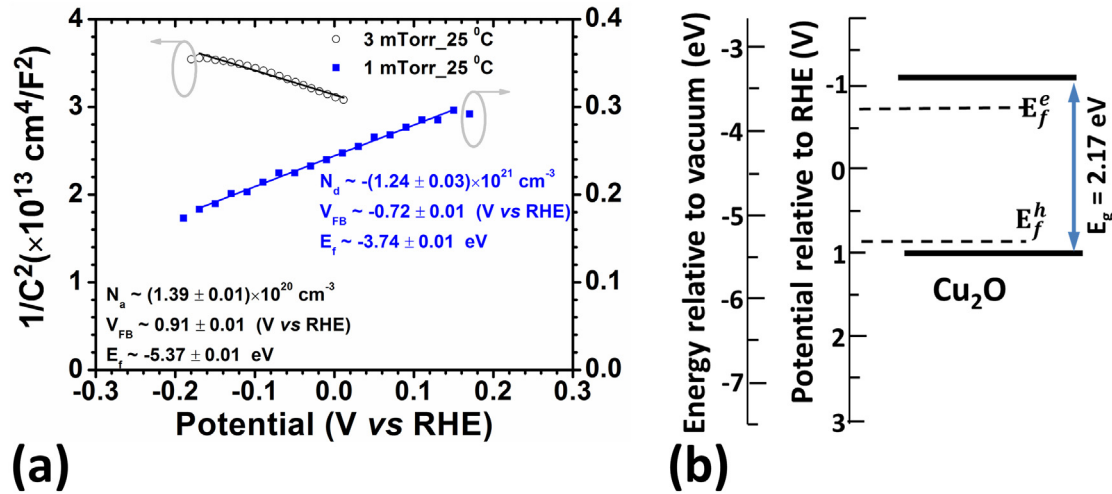 3 mTorr_25 ⁰C
1 mTorr_25 ⁰C
N_d ~ -(1.24 ± 0.03)×10²¹ cm⁻³
V_FB ~ -0.72 ± 0.01 (V vs RHE)
E_f ~ -3.74 ± 0.01 eV
N_a ~ (1.39 ± 0.01)×10²⁰ cm⁻³
V_FB ~ 0.91 ± 0.01 (V vs RHE)
E_f ~ -5.37 ± 0.01 eV
1/C²(×10¹³ cm⁴/F²)
4
3
2
1
0
0.4
0.3
0.2
0.1
0.0
-0.3 -0.2 -0.1 0.0 0.1 0.2 0.3
Potential (V vs RHE)
(a)
Energy relative to vacuum (eV)
-3
-4
-5
-6
-7
Potential relative to RHE (V)
-1
0
1
2
3
E_f^e
E_f^h
E_g = 2.17 eV
Cu₂O
(b)